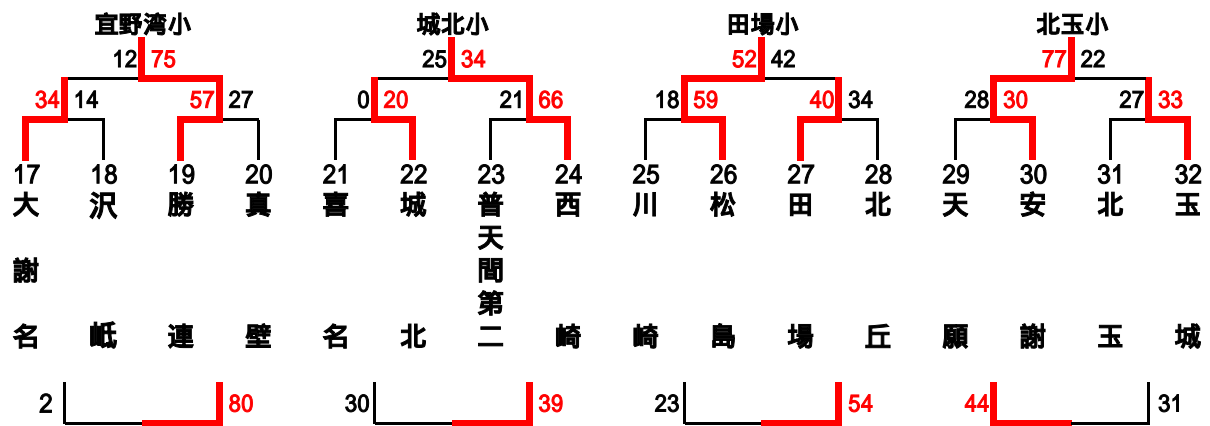 宜野湾小 城北小 田場小 北玉小
12 75 25 34 52 42 77 22
34 14 57 27 0 20 21 66 18 59 40 34 28 30 27 33
17 18 19 20 21 22 23 24 25 26 27 28 29 30 31 32
大謝名
沢岻
勝連
真壁
喜名
城北
普天間第二
西崎
川崎
松島
田場
北丘
天願
安謝
北玉
玉城
2 80 30 39 23 54 44 31